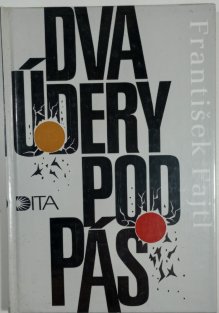 DVA
ÚDERY
POD
PÁS
František Fajtl
DITA